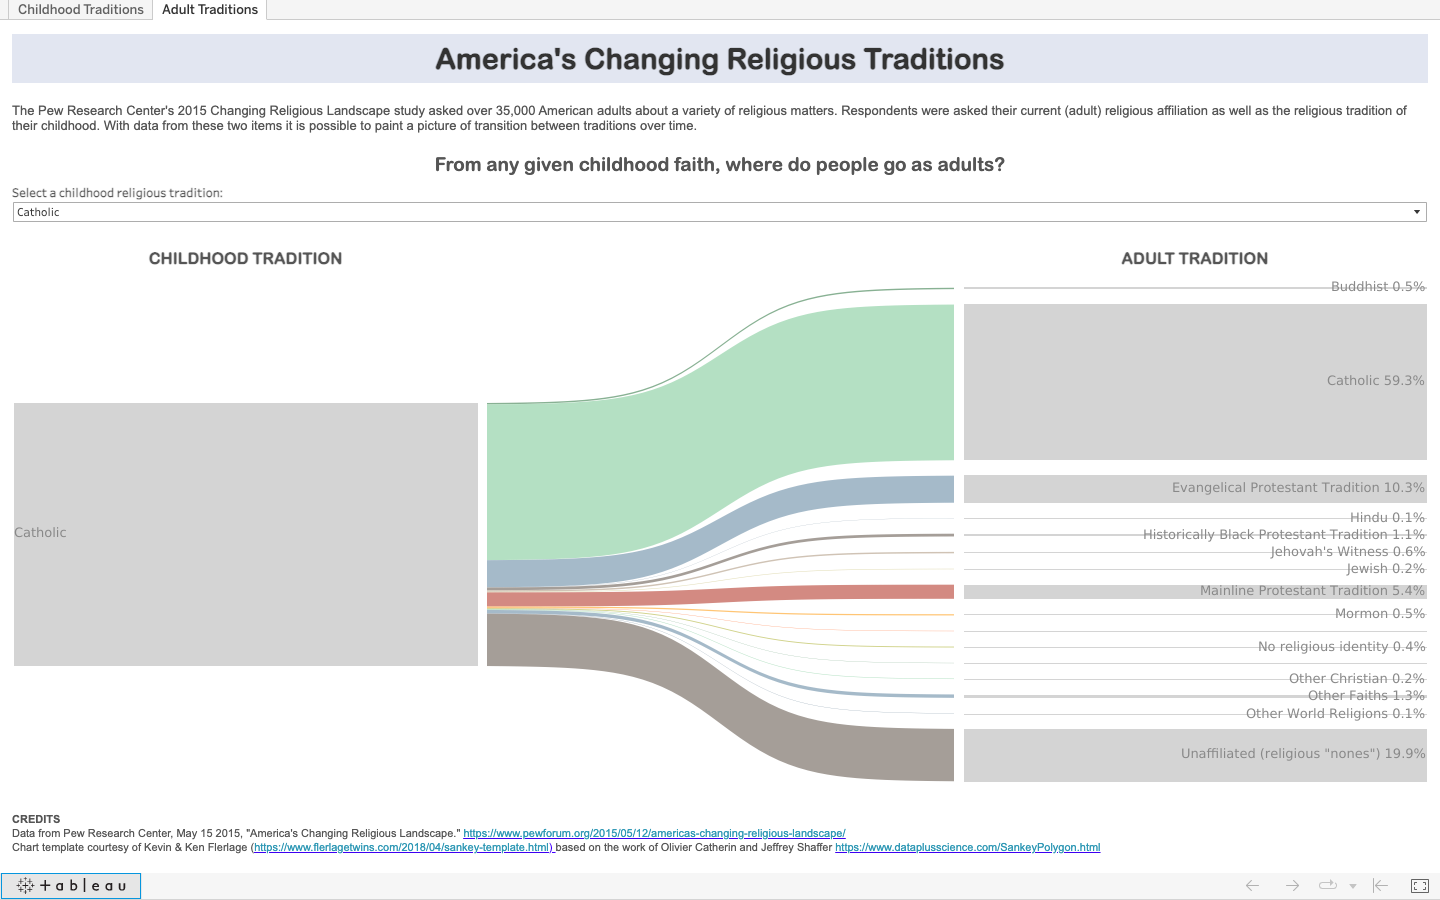 Childhood Traditions
Adult Traditions
America's Changing Religious Traditions
The Pew Research Center's 2015 Changing Religious Landscape study asked over 35,000 American adults about a variety of religious matters. Respondents were asked their current (adult) religious affiliation as well as the religious tradition of
their childhood. With data from these two items it is possible to paint a picture of transition between traditions over time.
From any given childhood faith, where do people go as adults?
Select a childhood religious tradition:
Catholic
CHILDHOOD TRADITION
ADULT TRADITION
Catholic
Buddhist 0.5%
Catholic 59.3%
Evangelical Protestant Tradition 10.3%
Hindu 0.1%
Historically Black Protestant Tradition 1.1%
Jehovah's Witness 0.6%
Jewish 0.2%
Mainline Protestant Tradition 5.4%
Mormon 0.5%
No religious identity 0.4%
Other Christian 0.2%
Other Faiths 1.3%
Other World Religions 0.1%
Unaffiliated (religious "nones") 19.9%
CREDITS
Data from Pew Research Center, May 15 2015, "America's Changing Religious Landscape." https://www.pewforum.org/2015/05/12/americas-changing-religious-landscape/
Chart template courtesy of Kevin & Ken Flerlage (https://www.flerlagetwins.com/2018/04/sankey-template.html) based on the work of Olivier Catherin and Jeffrey Shaffer https://www.dataplusscience.com/SankeyPolygon.html
tableau